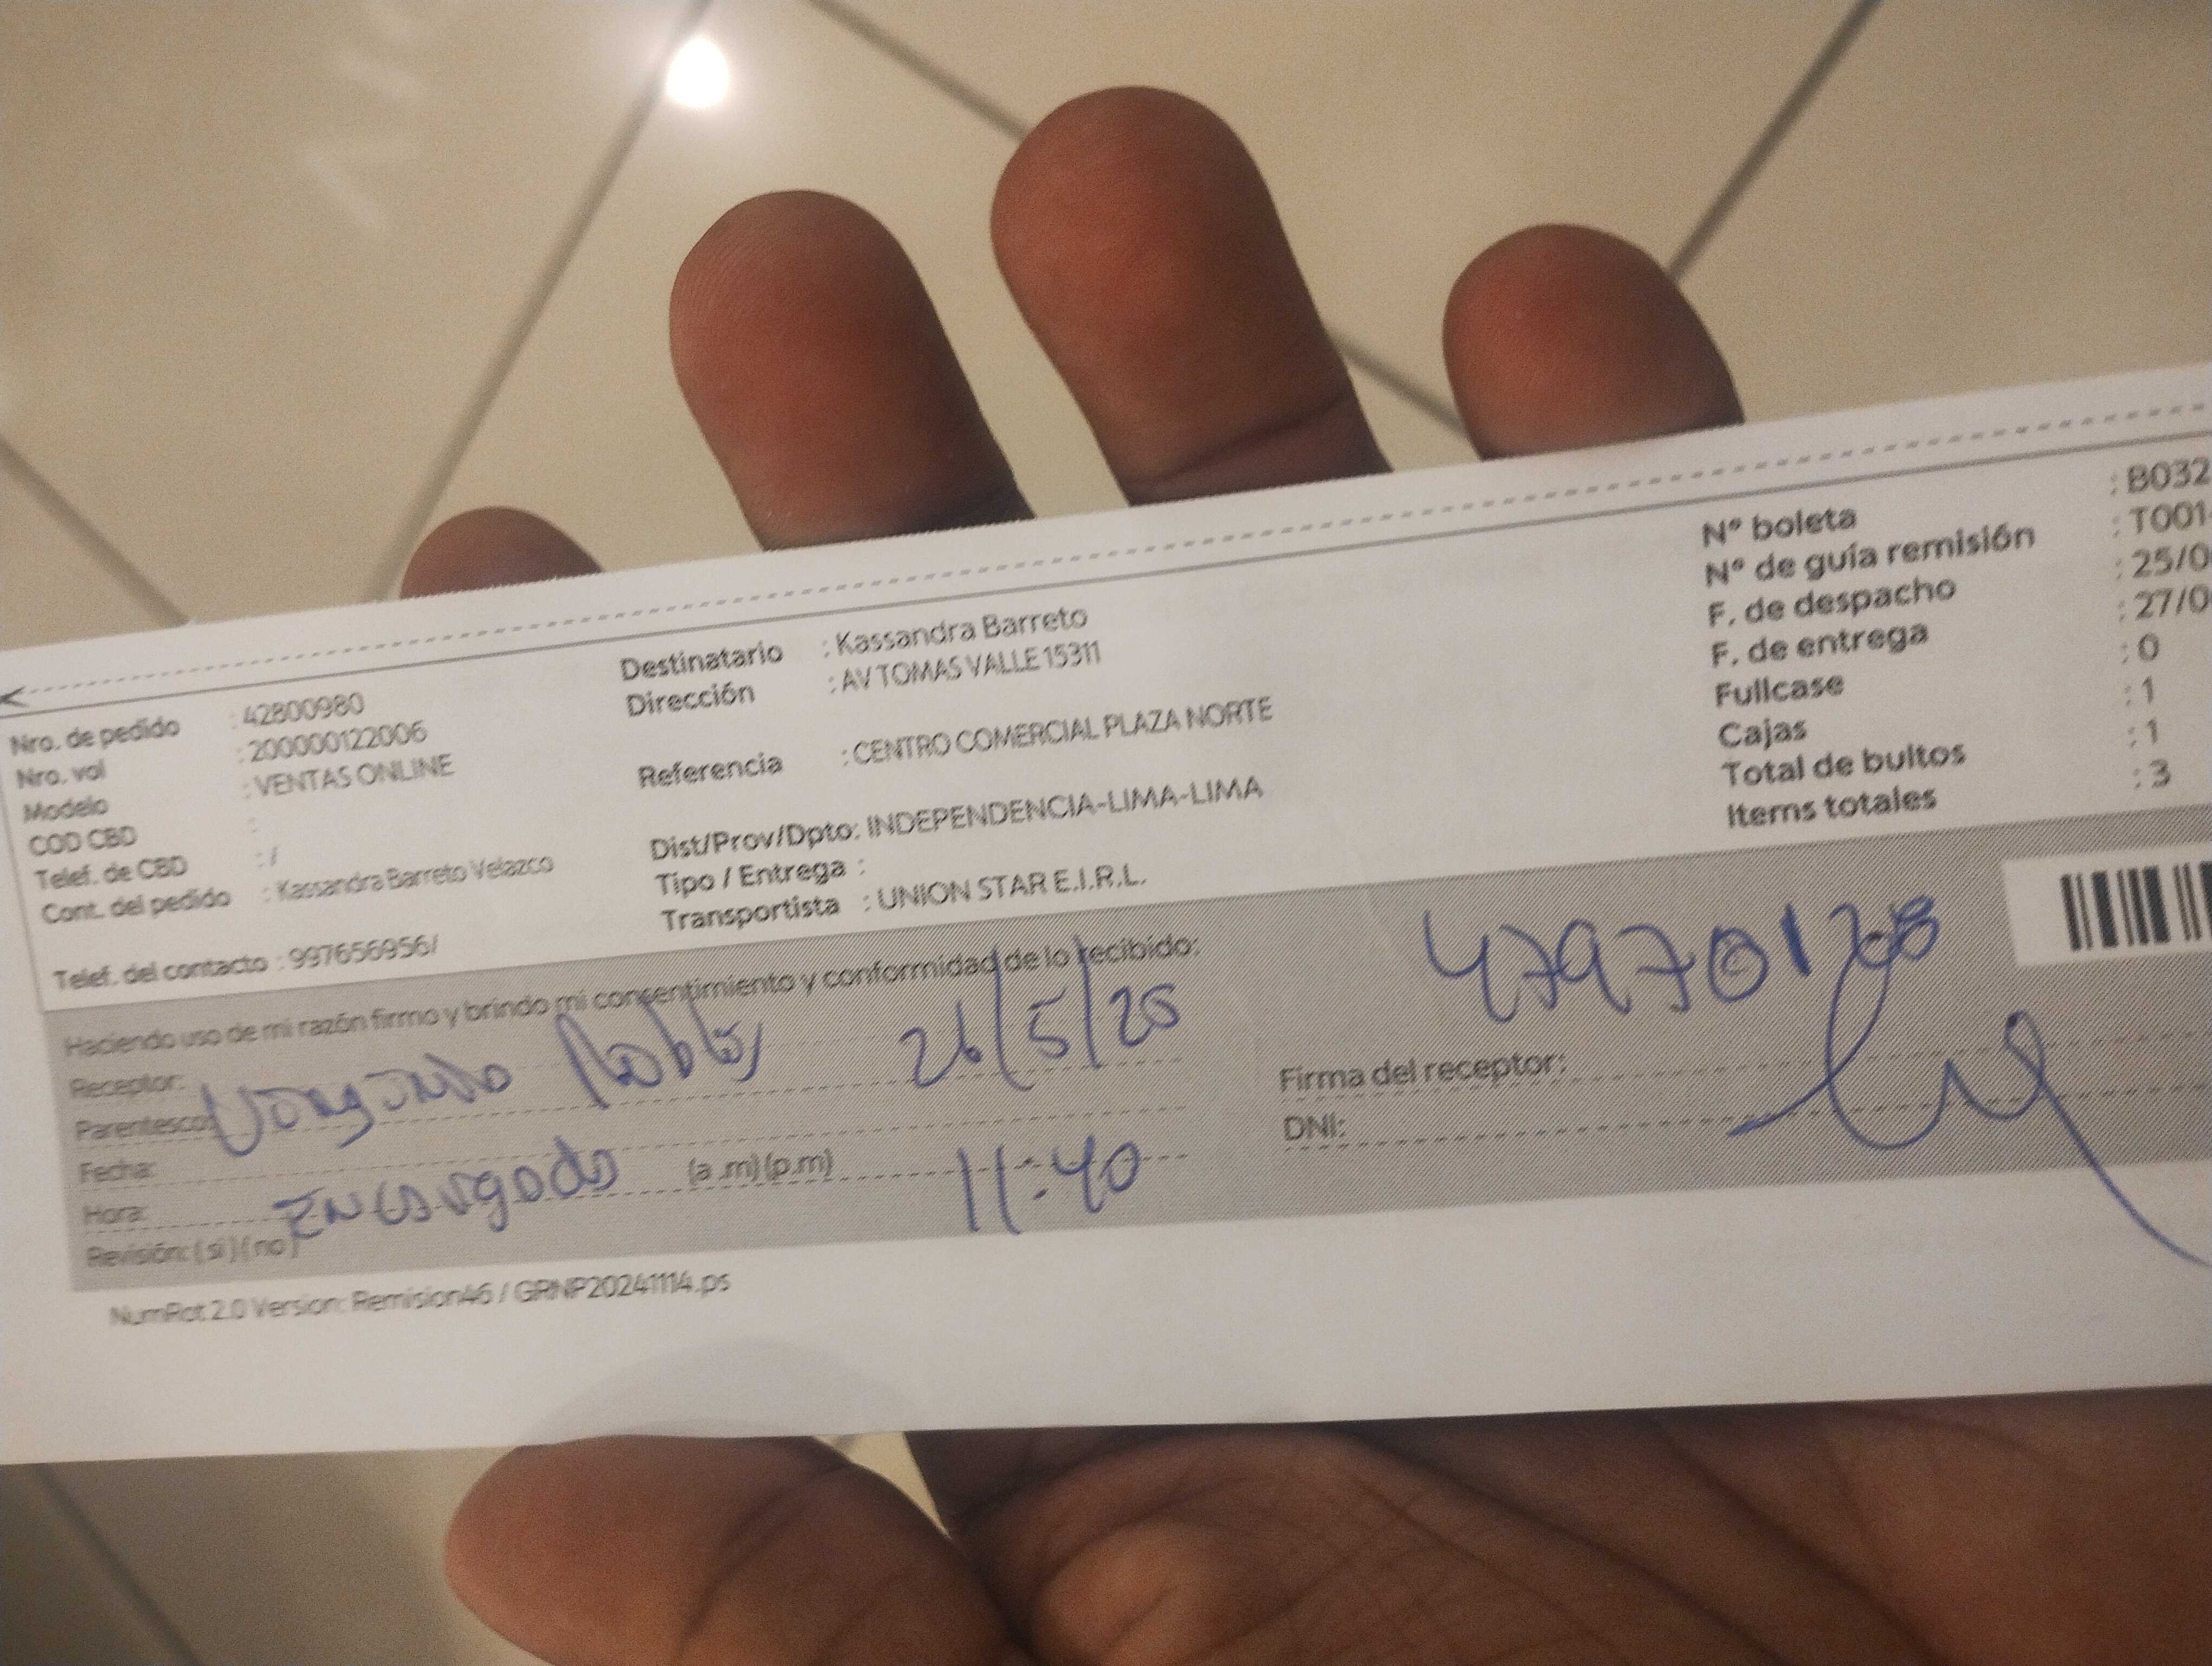 Nro. de pedido : 42800980
Nro. vol : 200000122006
Modelo : VENTAS ONLINE
COD CBD :
Telef. de CBD : /
Cont. del pedido : Kassandra Barreto Velazco
Telef. del contacto : 997656956/
Destinatario : Kassandra Barreto
Dirección : AV TOMAS VALLE 15311
Referencia : CENTRO COMERCIAL PLAZA NORTE
Dist/Prov/Dpto: INDEPENDENCIA-LIMA-LIMA
Tipo / Entrega :
Transportista : UNION STAR E.I.R.L.
N° boleta : B032
N° de guía remisión : T001-
F. de despacho : 25/0
F. de entrega : 27/0
Fullcase : 0
Cajas : 1
Total de bultos : 1
Items totales : 3
Haciendo uso de mi razón firmo y brindo mi consentimiento y conformidad de lo recibido:
Receptor:
Parentesco:
26/5/25
Fecha:
Hora: Encargado (a .m) (p.m) 11:40
Revisión: ( si ) ( no )
Firma del receptor:
DNI:
NumRot 2.0 Version: Remision46 / GRNP20241114.ps